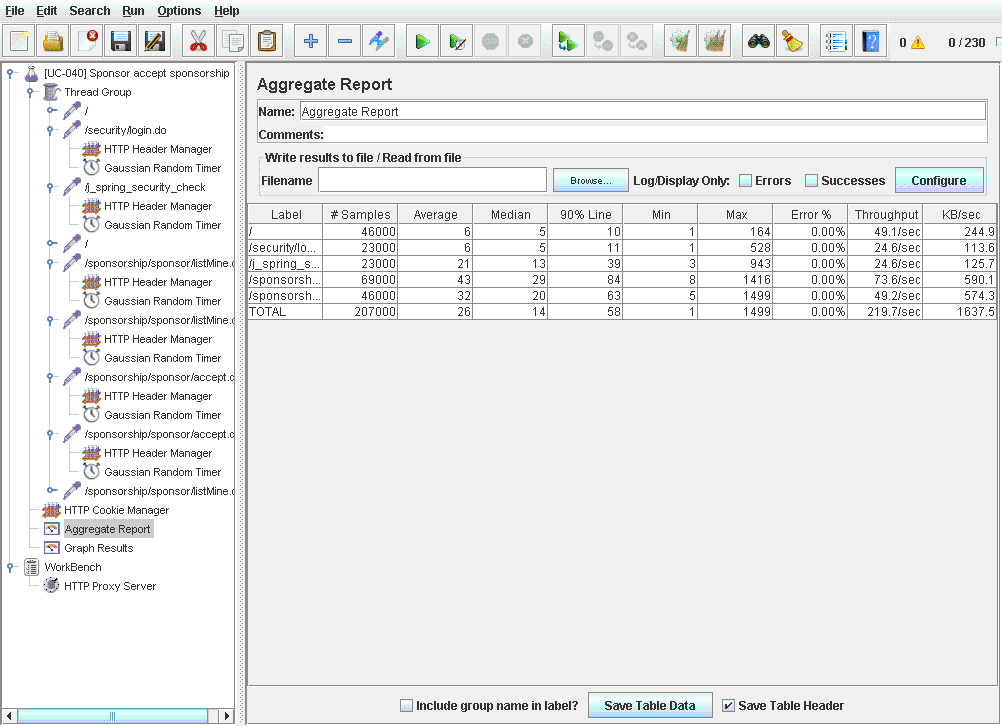 File Edit Search Run Options Help
0 0 / 230
[UC-040] Sponsor accept sponsorship
Thread Group
/
/security/login.do
HTTP Header Manager
Gaussian Random Timer
/j_spring_security_check
HTTP Header Manager
Gaussian Random Timer
/
/sponsorship/sponsor/listMine.
HTTP Header Manager
Gaussian Random Timer
/sponsorship/sponsor/listMine.
HTTP Header Manager
Gaussian Random Timer
/sponsorship/sponsor/accept.
HTTP Header Manager
Gaussian Random Timer
/sponsorship/sponsor/accept.
HTTP Header Manager
Gaussian Random Timer
/sponsorship/sponsor/listMine.
HTTP Cookie Manager
Aggregate Report
Graph Results
WorkBench
HTTP Proxy Server
Aggregate Report
Name: Aggregate Report
Comments:
Write results to file / Read from file
Filename Browse... Log/Display Only: Errors Successes Configure
Label # Samples Average Median 90% Line Min Max Error % Throughput KB/sec
/ 46000 6 5 10 1 164 0.00% 49.1/sec 244.9
/security/lo... 23000 6 5 11 1 528 0.00% 24.6/sec 113.6
/j_spring_s... 23000 21 13 39 3 943 0.00% 24.6/sec 125.7
/sponsorsh... 69000 43 29 84 8 1416 0.00% 73.6/sec 590.1
/sponsorsh... 46000 32 20 63 5 1499 0.00% 49.2/sec 574.3
TOTAL 207000 26 14 58 1 1499 0.00% 219.7/sec 1637.5
Include group name in label? Save Table Data Save Table Header